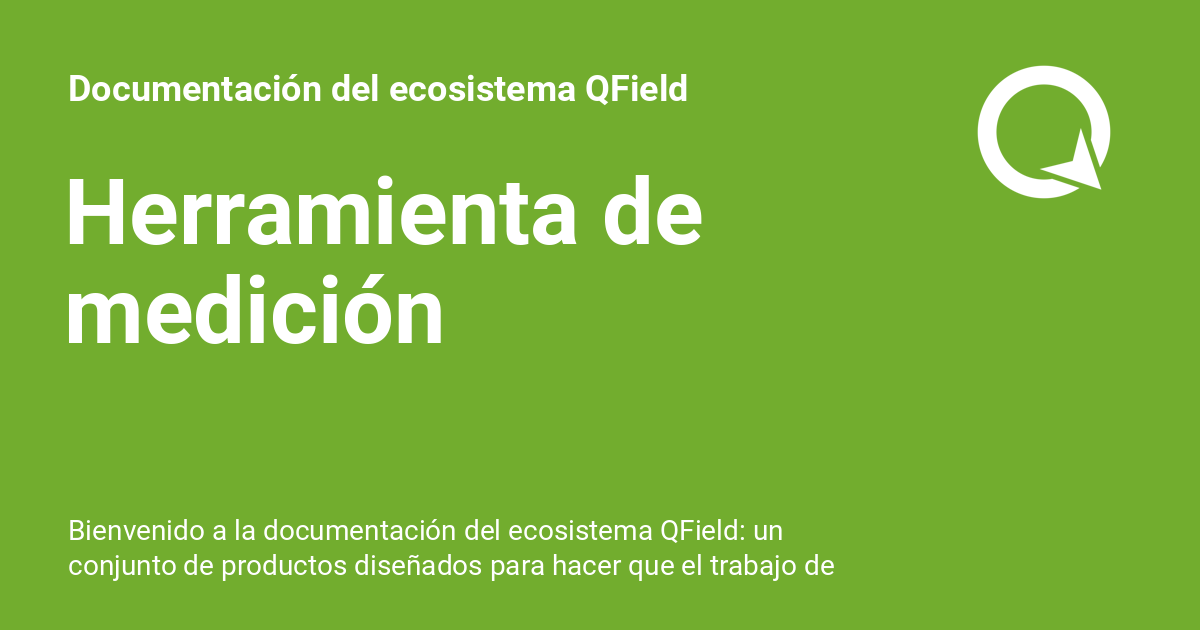 Documentación del ecosistema QField
Herramienta de
medición
Bienvenido a la documentación del ecosistema QField: un
conjunto de productos diseñados para hacer que el trabajo de